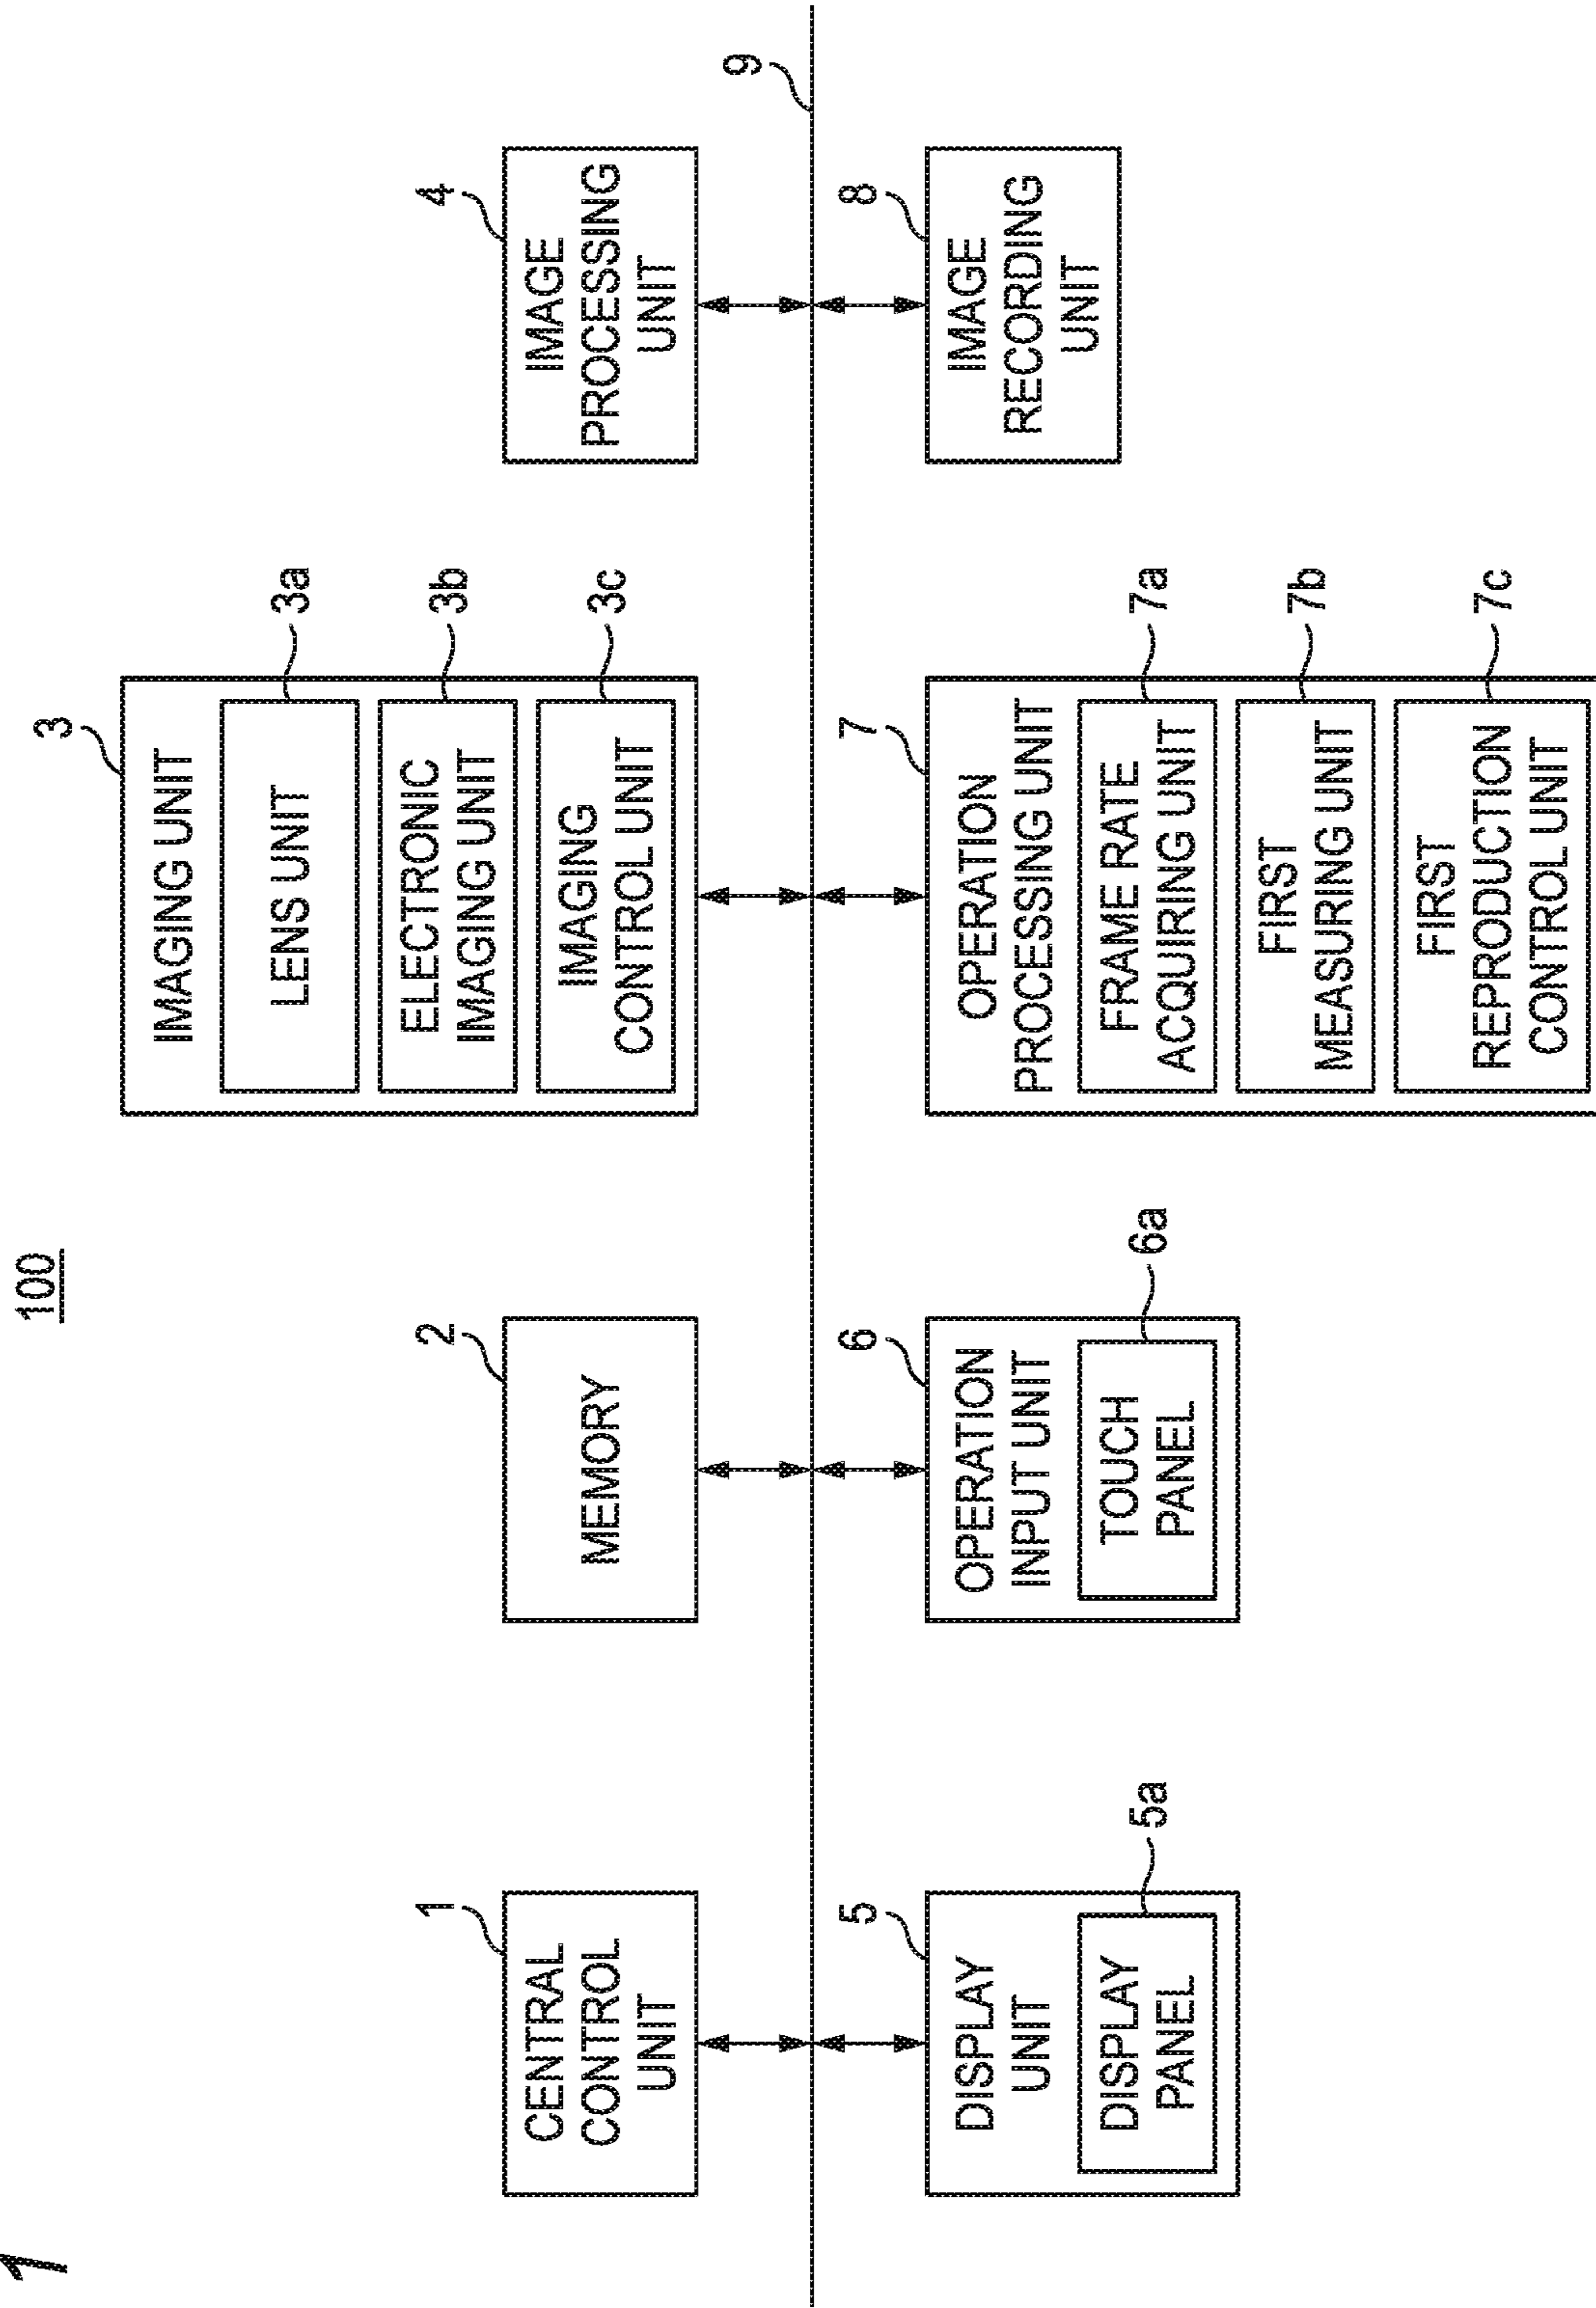 1
100
1
CENTRAL
CONTROL
UNIT
2
MEMORY
3
IMAGING UNIT
3a
LENS UNIT
3b
ELECTRONIC
IMAGING UNIT
3c
IMAGING
CONTROL UNIT
4
IMAGE
PROCESSING
UNIT
9
5
DISPLAY
UNIT
5a
DISPLAY
PANEL
6
OPERATION
INPUT UNIT
6a
TOUCH
PANEL
7
OPERATION
PROCESSING UNIT
7a
FRAME RATE
ACQUIRING UNIT
7b
FIRST
MEASURING UNIT
7c
FIRST
REPRODUCTION
CONTROL UNIT
8
IMAGE
RECORDING
UNIT